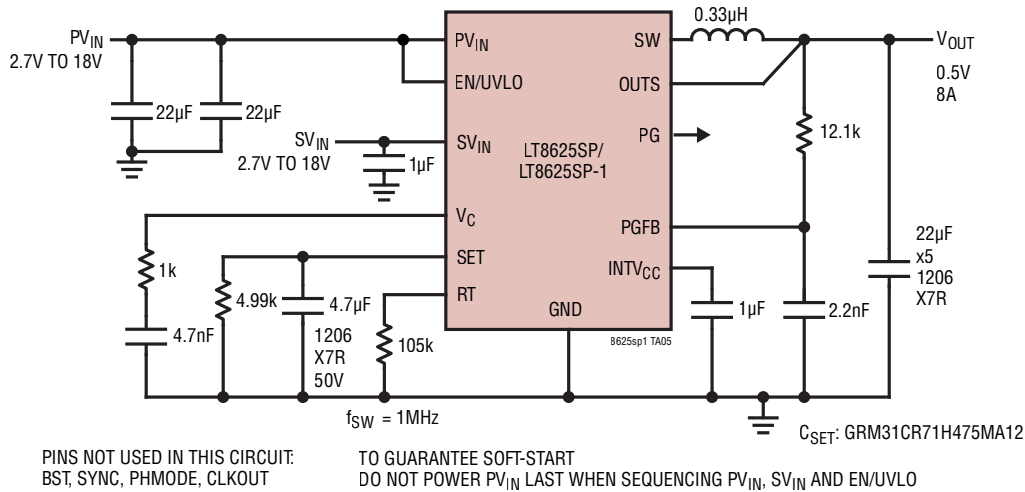 PVIN
2.7V TO 18V
22µF
22µF
SVIN
2.7V TO 18V
1µF
1k
4.7nF
4.99k
4.7µF
1206
X7R
50V
105k
fSW = 1MHz
PVIN
EN/UVLO
SVIN
VC
SET
RT
LT8625SP/
LT8625SP-1
GND
SW
OUTS
PG
PGFB
INTVCC
8625sp1 TA05
0.33µH
VOUT
0.5V
8A
12.1k
1µF
2.2nF
22µF
x5
1206
X7R
CSET: GRM31CR71H475MA12
PINS NOT USED IN THIS CIRCUIT:
BST, SYNC, PHMODE, CLKOUT
TO GUARANTEE SOFT-START
DO NOT POWER PVIN LAST WHEN SEQUENCING PVIN, SVIN AND EN/UVLO